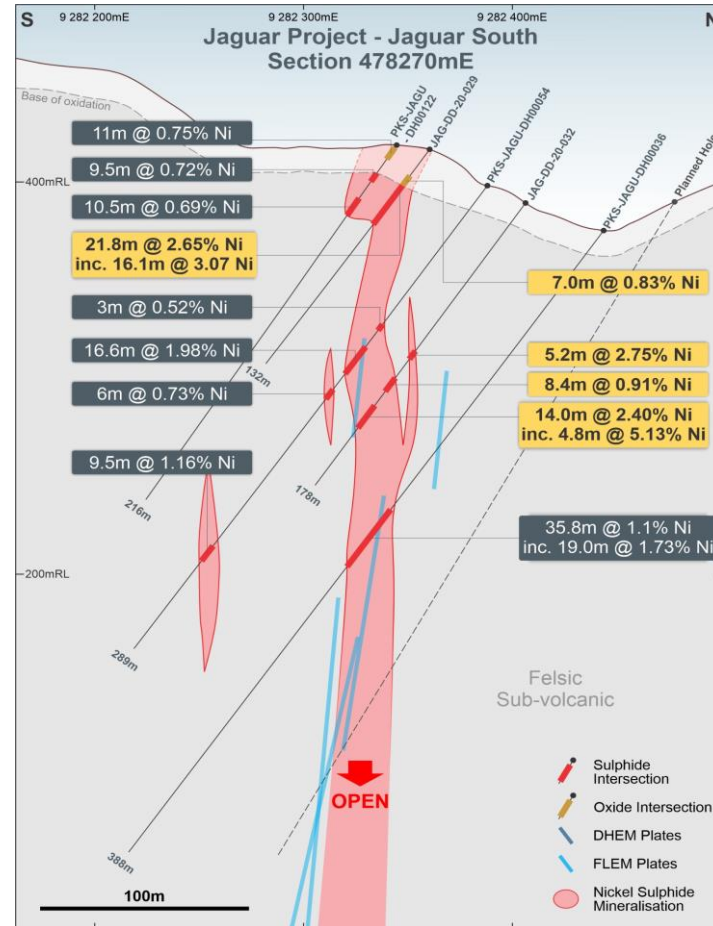 S
9 282 200mE
9 282 300mE
9 282 400mE
N
Jaguar Project - Jaguar South
Section 478270mE
Base of oxidation
PKS-JAGU
- DH00122
JAG-DD-20-029
PKS-JAGU-DH00054
JAG-DD-20-032
PKS-JAGU-DH00036
Planned Hole
400mRL
11m @ 0.75% Ni
9.5m @ 0.72% Ni
10.5m @ 0.69% Ni
21.8m @ 2.65% Ni
inc. 16.1m @ 3.07 Ni
7.0m @ 0.83% Ni
3m @ 0.52% Ni
16.6m @ 1.98% Ni
5.2m @ 2.75% Ni
132m
6m @ 0.73% Ni
8.4m @ 0.91% Ni
14.0m @ 2.40% Ni
inc. 4.8m @ 5.13% Ni
9.5m @ 1.16% Ni
216m
178m
35.8m @ 1.1% Ni
inc. 19.0m @ 1.73% Ni
200mRL
289m
Felsic
Sub-volcanic
OPEN
388m
Sulphide
Intersection
Oxide Intersection
DHEM Plates
FLEM Plates
Nickel Sulphide
Mineralisation
100m